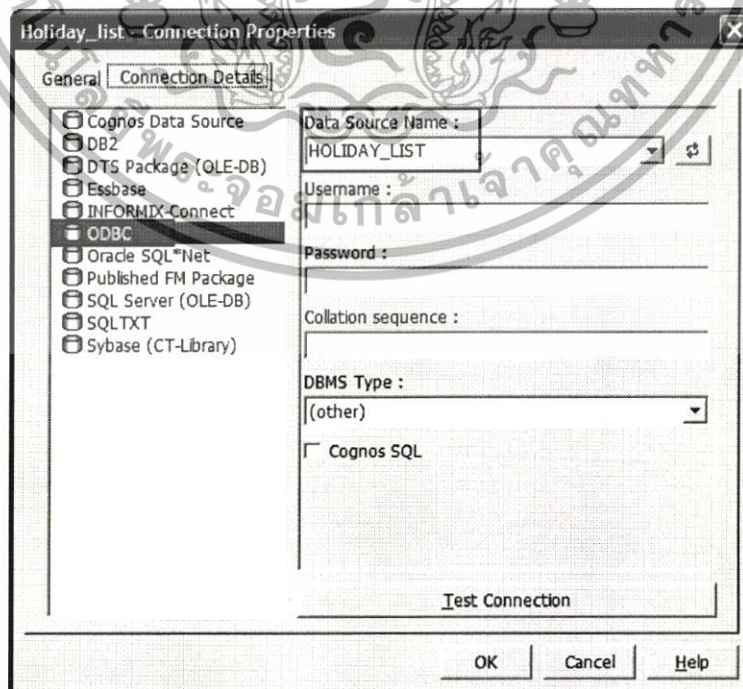 Holiday_list - Connection Properties
General
Connection Details
Cognos Data Source
DB2
DTS Package (OLE-DB)
Essbase
INFORMIX-Connect
ODBC
Oracle SQL*Net
Published FM Package
SQL Server (OLE-DB)
SQLTXT
Sybase (CT-Library)
Data Source Name :
HOLIDAY_LIST
Username :
Password :
Collation sequence :
DBMS Type :
(other)
Cognos SQL
Test Connection
OK
Cancel
Help